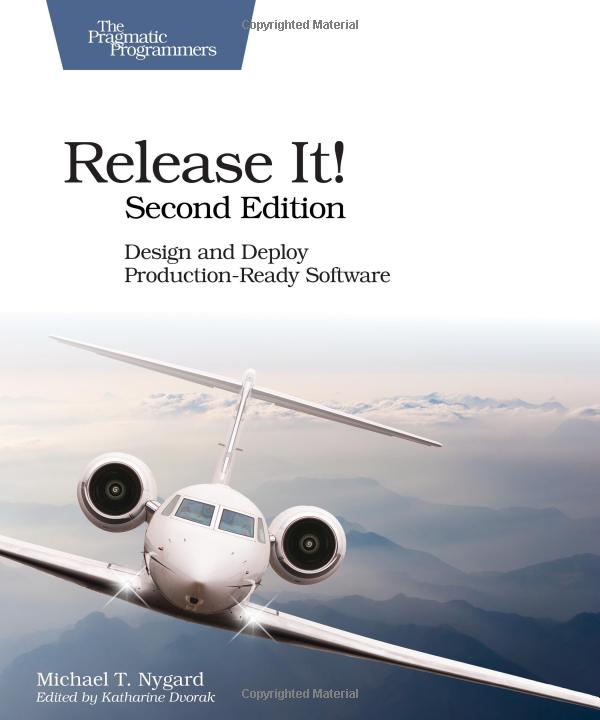 The
Pragmatic
Programmers
Copyrighted Material
Release It!
Second Edition
Design and Deploy
Production-Ready Software
Michael T. Nygard
Edited by Katharine Dvorak
Copyrighted Material